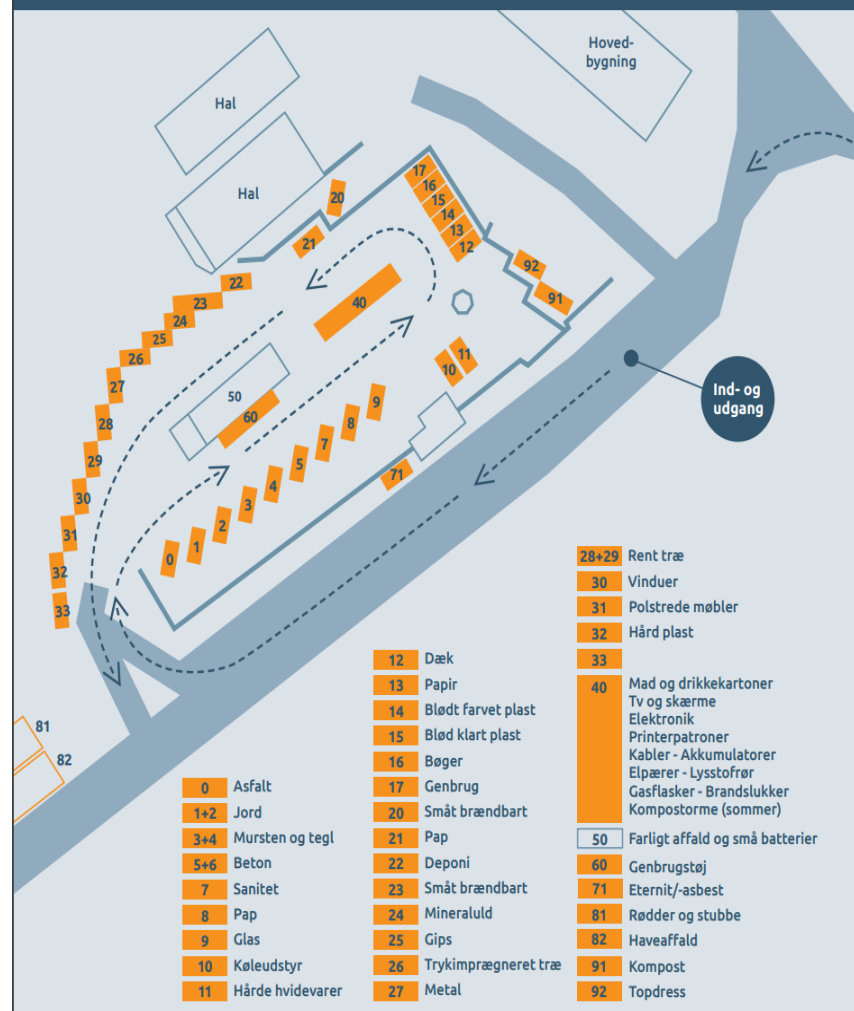 Hoved-
bygning
Hal
Hal
17
16
15
14
13
12
20
21
22
23
24
25
26
27
28
29
30
31
32
33
40
50
60
92
91
11
10
9
8
7
5
4
3
2
1
0
71
Ind- og
udgang
81
82
0 Asfalt
1+2 Jord
3+4 Mursten og tegl
5+6 Beton
7 Sanitet
8 Pap
9 Glas
10 Køleudstyr
11 Hårde hvidevarer
12 Dæk
13 Papir
14 Blødt farvet plast
15 Blød klart plast
16 Bøger
17 Genbrug
20 Småt brændbart
21 Pap
22 Deponi
23 Småt brændbart
24 Mineraluld
25 Gips
26 Trykimprægneret træ
27 Metal
28+29 Rent træ
30 Vinduer
31 Polstrede møbler
32 Hård plast
33
40 Mad og drikkekartoner
Tv og skærme
Elektronik
Printerpatroner
Kabler - Akkumulatorer
Elpærer - Lysstofrør
Gasflasker - Brandslukker
Kompostorme (sommer)
50 Farligt affald og små batterier
60 Genbrugstøj
71 Eternit/-asbest
81 Rødder og stubbe
82 Haveaffald
91 Kompost
92 Topdress